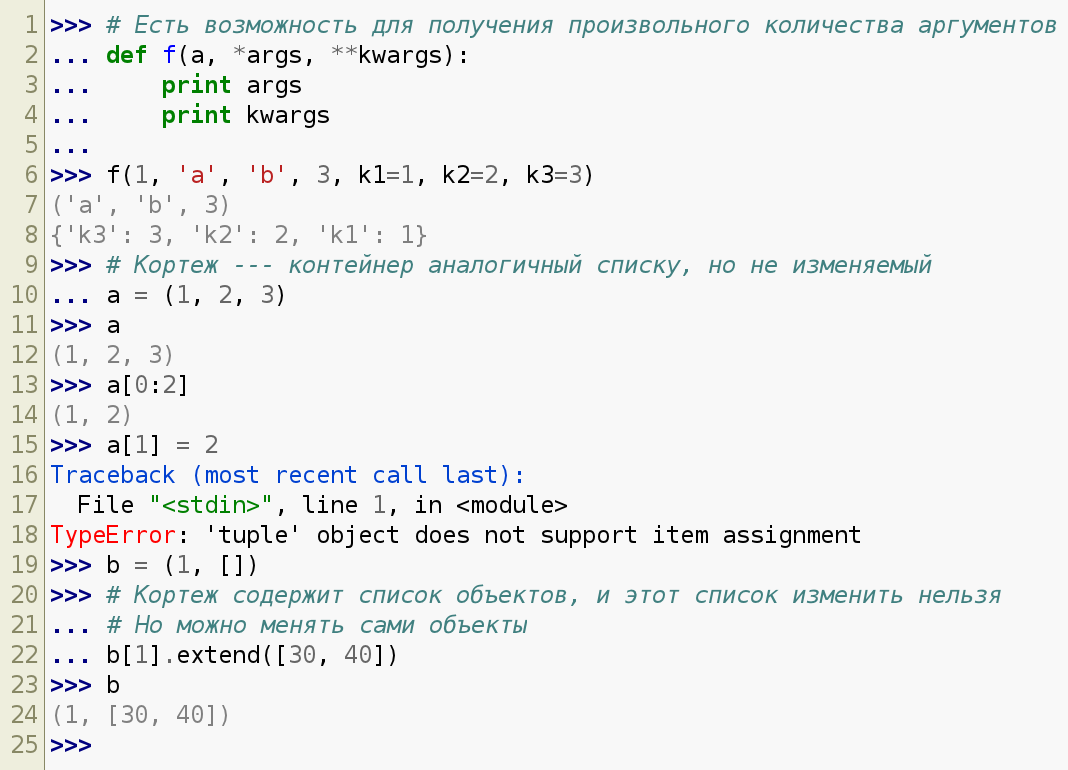 1 >>> # Есть возможность для получения произвольного количества аргументов
2 ... def f(a, *args, **kwargs):
3 ...     print args
4 ...     print kwargs
5 ...
6 >>> f(1, 'a', 'b', 3, k1=1, k2=2, k3=3)
7 ('a', 'b', 3)
8 {'k3': 3, 'k2': 2, 'k1': 1}
9 >>> # Кортеж --- контейнер аналогичный списку, но не изменяемый
10 ... a = (1, 2, 3)
11 >>> a
12 (1, 2, 3)
13 >>> a[0:2]
14 (1, 2)
15 >>> a[1] = 2
16 Traceback (most recent call last):
17   File "<stdin>", line 1, in <module>
18 TypeError: 'tuple' object does not support item assignment
19 >>> b = (1, [])
20 >>> # Кортеж содержит список объектов, и этот список изменить нельзя
21 ... # Но можно менять сами объекты
22 ... b[1].extend([30, 40])
23 >>> b
24 (1, [30, 40])
25 >>>